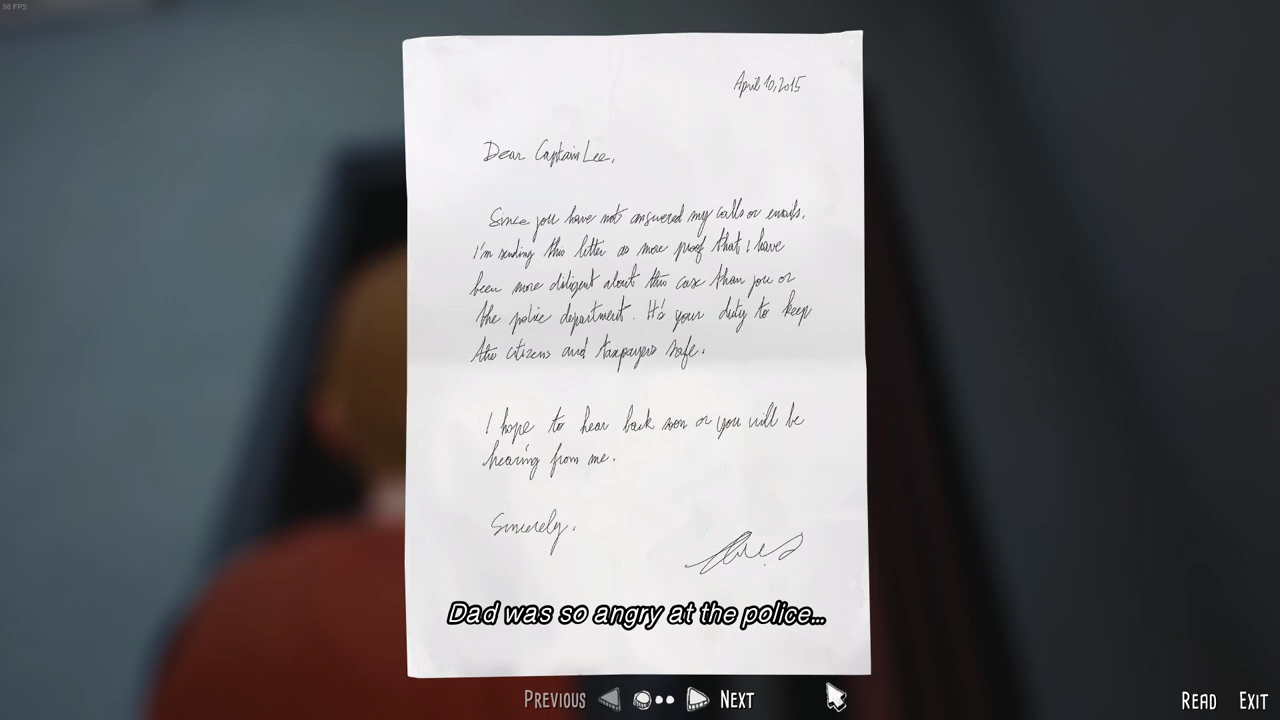 98 FPS
April 10, 2015
Dear Captain Lee,
Since you have not answered my calls or emails,
I'm sending this letter as more proof that I have
been more diligent about this case than you or
the police department. It's your duty to keep
the citizens and taxpayers safe.
I hope to hear back soon or you will be
hearing from me.
Sincerely,
Dad was so angry at the police...
PREVIOUS NEXT
READ EXIT